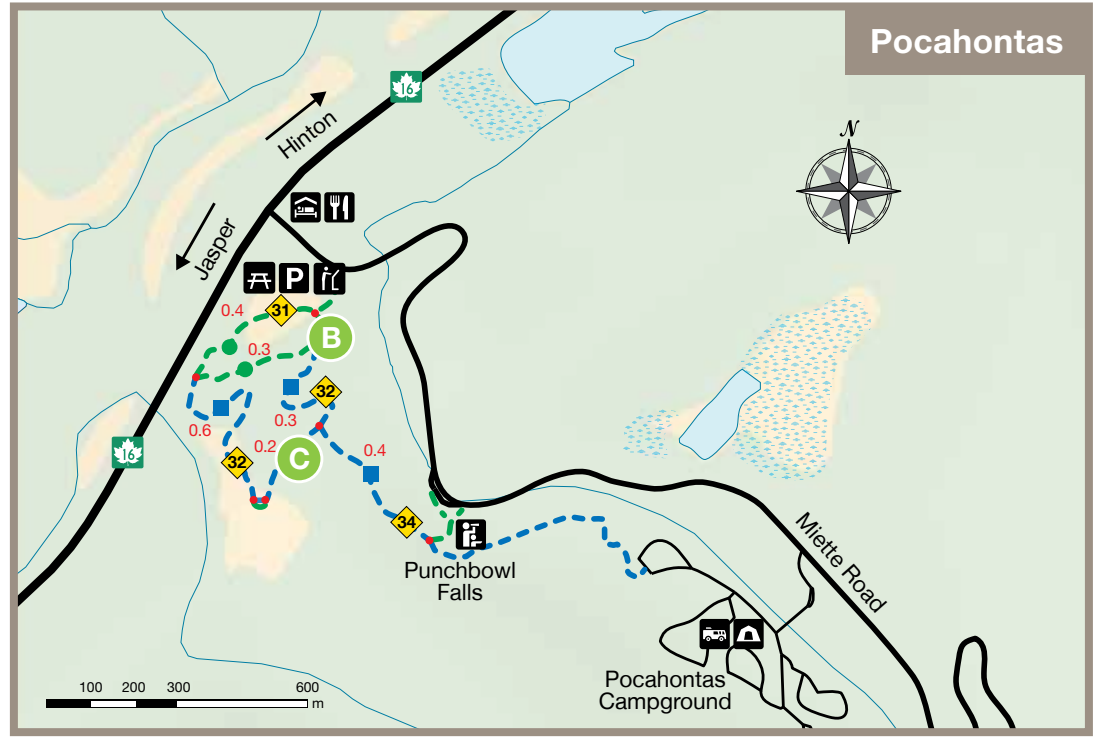 Pocahontas
16
Hinton
N
Jasper
P
31
0.4
B
0.3
32
0.3
0.6
0.2
C
0.4
32
16
34
Punchbowl
Falls
Miette Road
Pocahontas
Campground
100 200 300 600
m